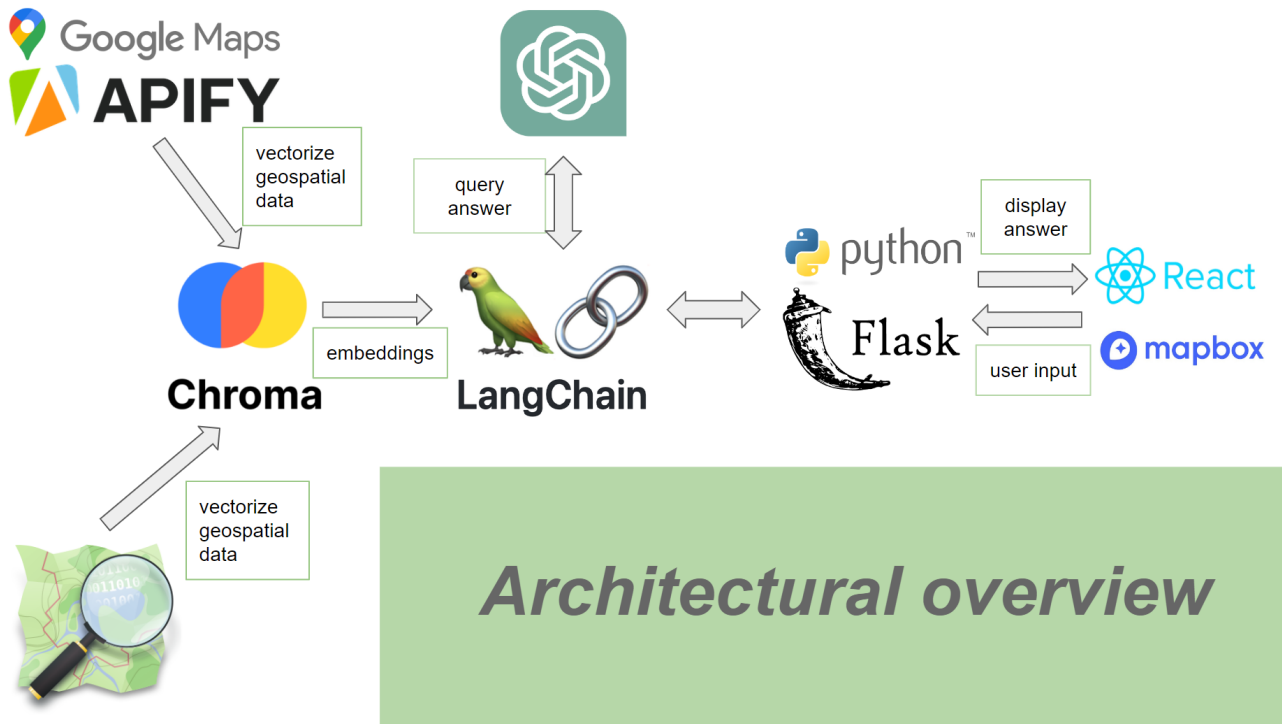 Google Maps
APIFY
vectorize
geospatial
data
query
answer
display
answer
python™
React
Chroma
embeddings
LangChain
Flask
mapbox
user input
vectorize
geospatial
data
011010
Architectural overview